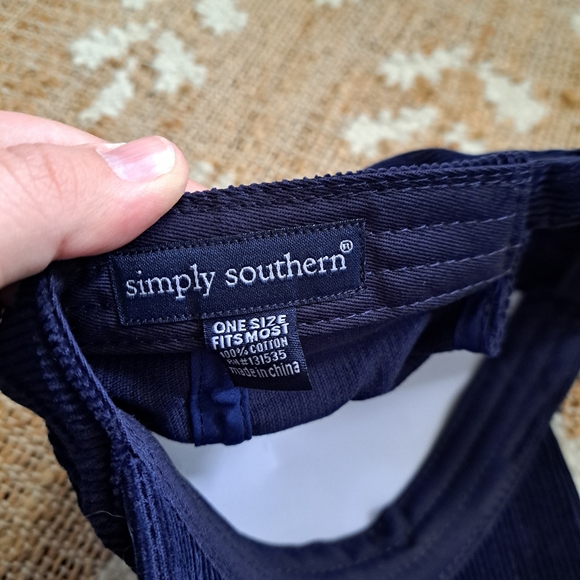 simply southern®
ONE SIZE
FITS MOST
100% COTTON
RN#131535
made in china